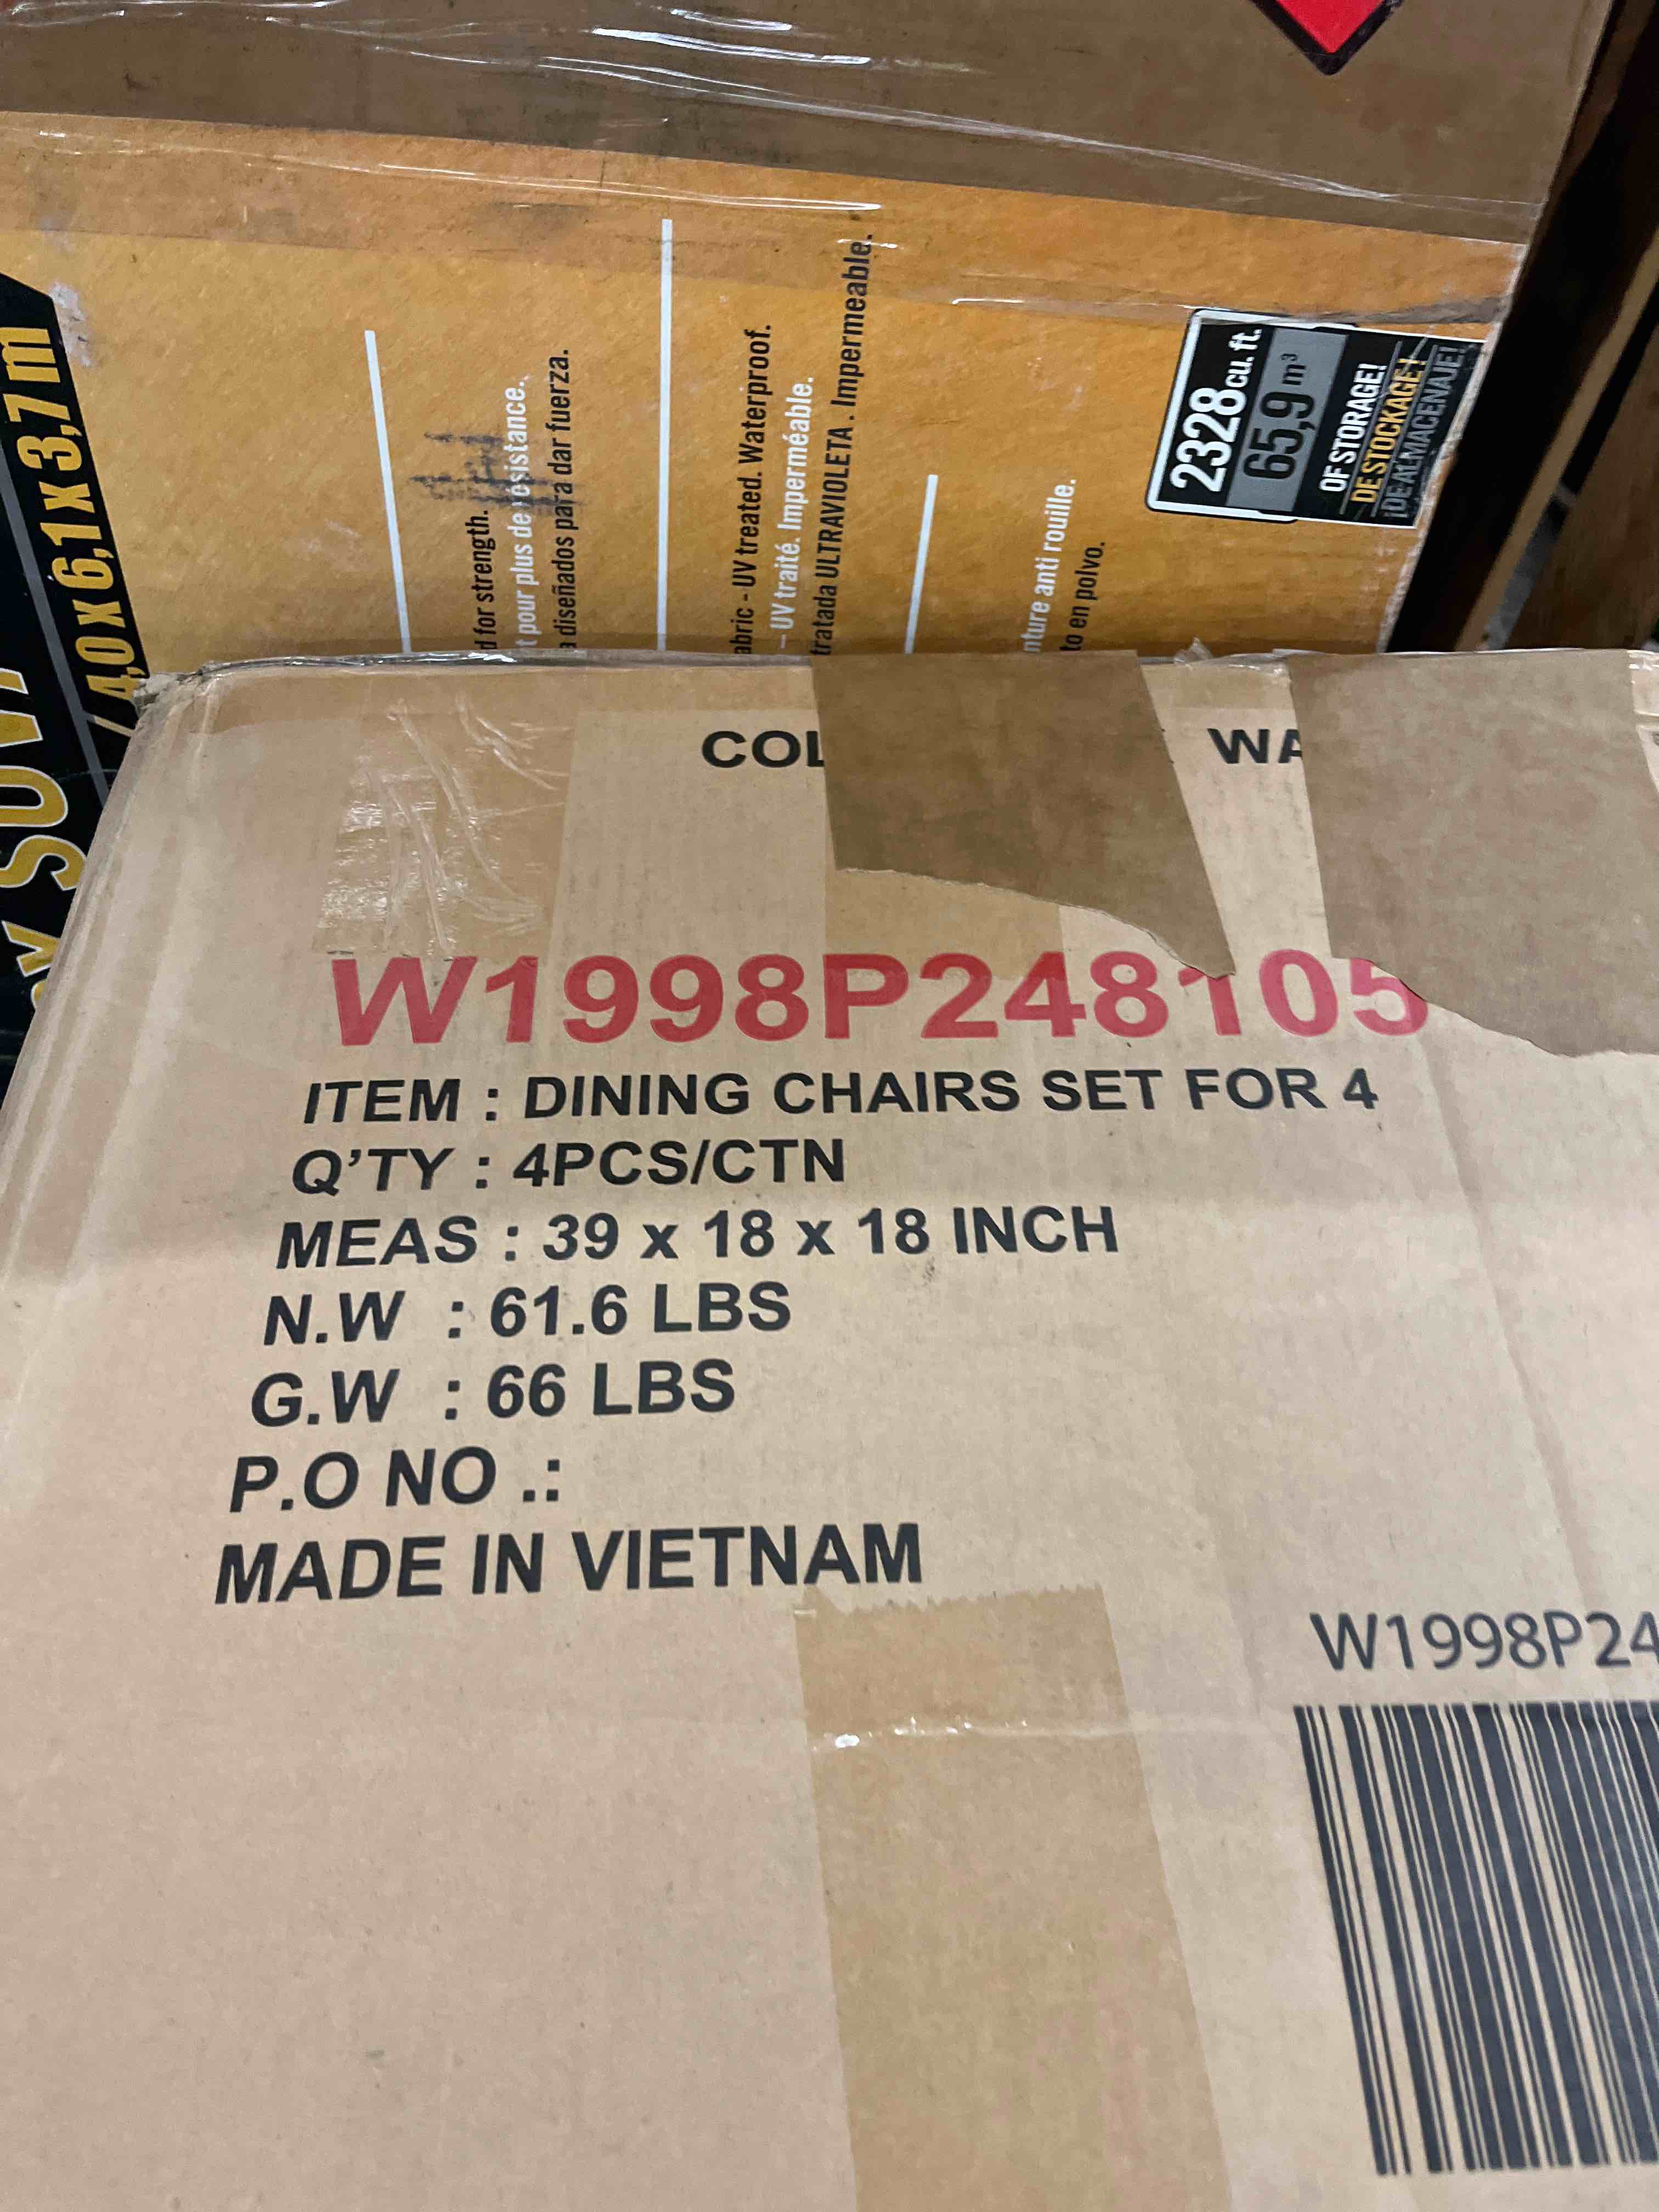 4,0 x 6,1 x 3,7 m
for strength.
pour plus de résistance.
diseñados para dar fuerza.
UV treated. Waterproof.
– UV traité. Imperméable.
tratada ULTRAVIOLETA . Impermeable.
anti rouille.
en polvo.
2328 cu. ft.
65,9 m³
OF STORAGE!
DE STOCKAGE!
¡DE ALMACENAJE!
COL WA
W1998P248105
ITEM : DINING CHAIRS SET FOR 4
Q'TY : 4PCS/CTN
MEAS : 39 x 18 x 18 INCH
N.W : 61.6 LBS
G.W : 66 LBS
P.O NO .:
MADE IN VIETNAM
W1998P24